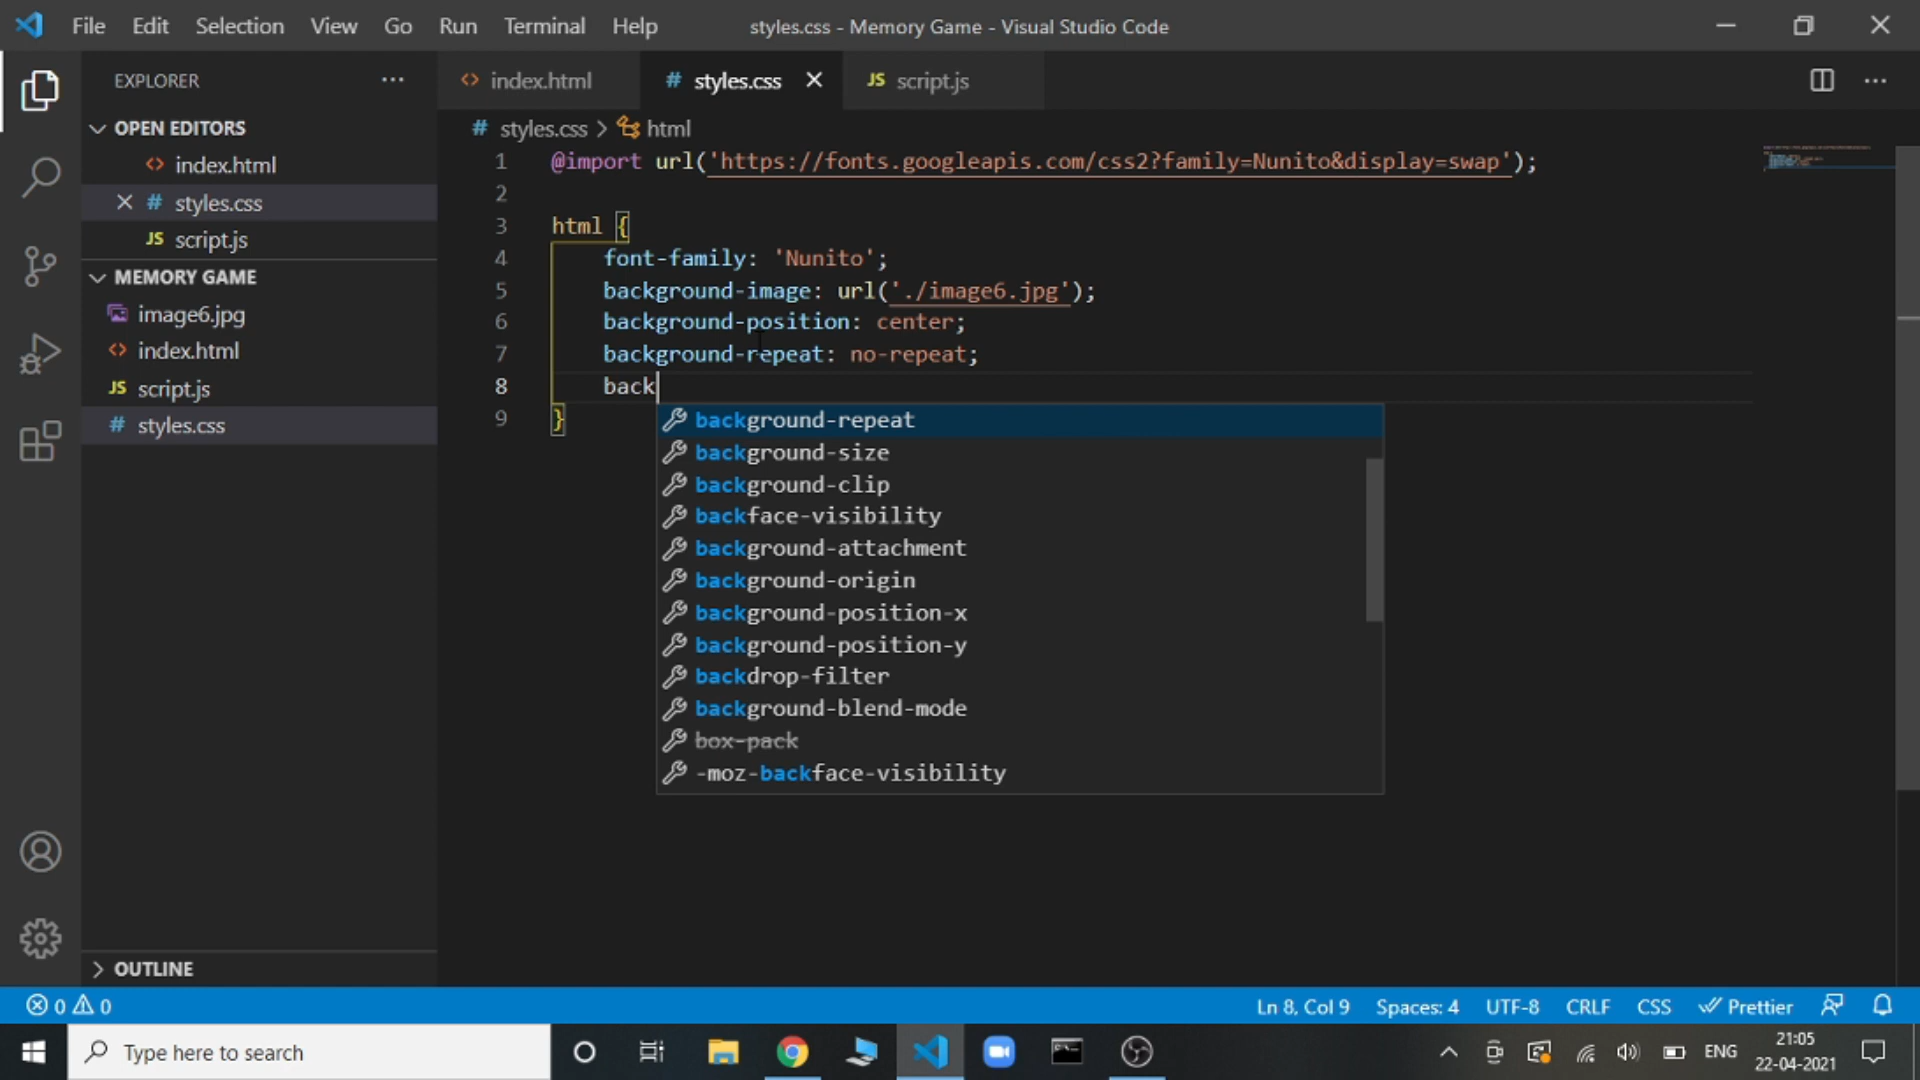 File Edit Selection View Go Run Terminal Help styles.css - Memory Game - Visual Studio Code
EXPLORER
OPEN EDITORS
<> index.html
# styles.css
JS script.js
MEMORY GAME
image6.jpg
<> index.html
JS script.js
# styles.css
OUTLINE
<> index.html # styles.css JS script.js
# styles.css > html
1 @import url('https://fonts.googleapis.com/css2?family=Nunito&display=swap');
2
3 html {
4 font-family: 'Nunito';
5 background-image: url('./image6.jpg');
6 background-position: center;
7 background-repeat: no-repeat;
8 back
9 }
background-repeat
background-size
background-clip
backface-visibility
background-attachment
background-origin
background-position-x
background-position-y
backdrop-filter
background-blend-mode
box-pack
-moz-backface-visibility
0 0 Ln 8, Col 9 Spaces: 4 UTF-8 CRLF CSS Prettier
Type here to search ENG 21:05
22-04-2021